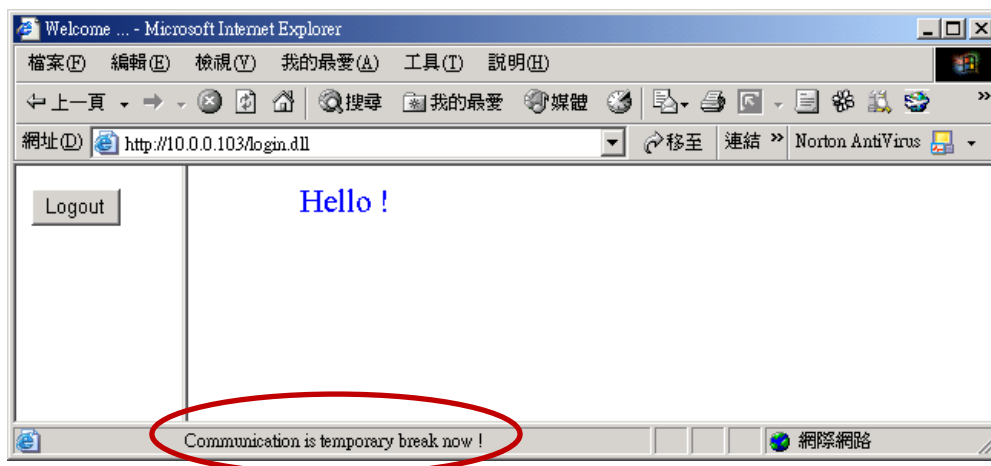 Welcome ... - Microsoft Internet Explorer
檔案(F) 編輯(E) 檢視(V) 我的最愛(A) 工具(T) 說明(H)
上一頁 搜尋 我的最愛 媒體 »
網址(D) http://10.0.0.103/login.dll 移至 連結 » Norton AntiVirus
Logout
Hello !
Communication is temporary break now ! 網際網路